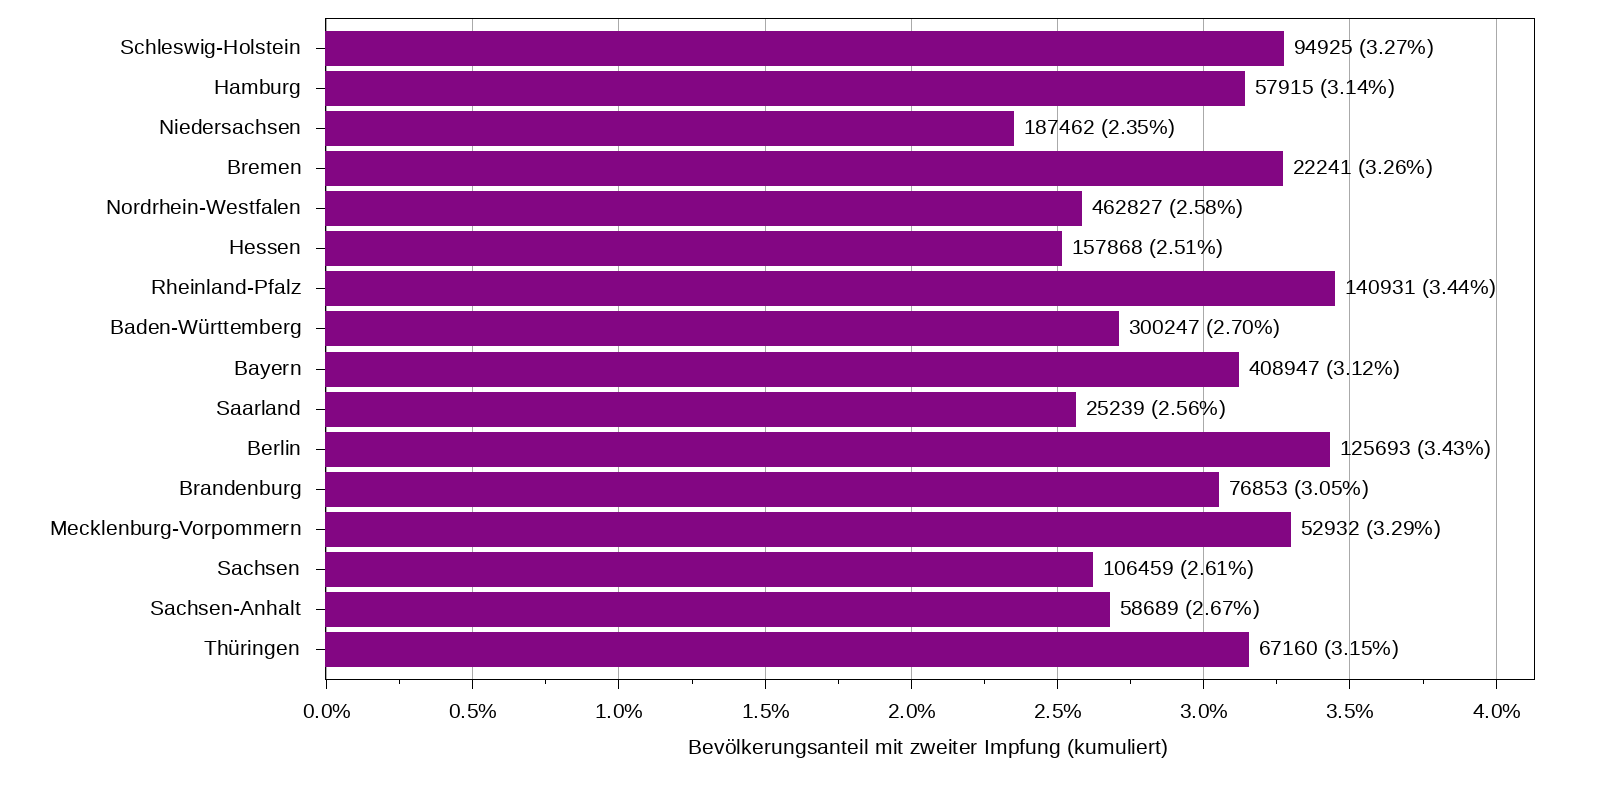 Schleswig-Holstein 94925 (3.27%)
Hamburg 57915 (3.14%)
Niedersachsen 187462 (2.35%)
Bremen 22241 (3.26%)
Nordrhein-Westfalen 462827 (2.58%)
Hessen 157868 (2.51%)
Rheinland-Pfalz 140931 (3.44%)
Baden-Württemberg 300247 (2.70%)
Bayern 408947 (3.12%)
Saarland 25239 (2.56%)
Berlin 125693 (3.43%)
Brandenburg 76853 (3.05%)
Mecklenburg-Vorpommern 52932 (3.29%)
Sachsen 106459 (2.61%)
Sachsen-Anhalt 58689 (2.67%)
Thüringen 67160 (3.15%)
0.0% 0.5% 1.0% 1.5% 2.0% 2.5% 3.0% 3.5% 4.0%
Bevölkerungsanteil mit zweiter Impfung (kumuliert)